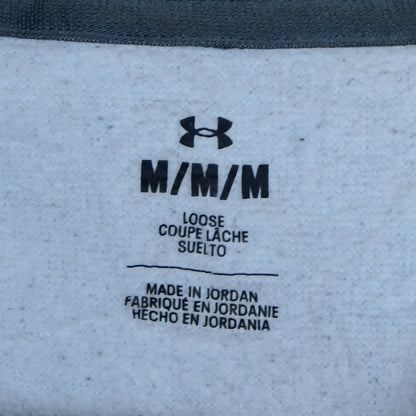 M/M/M
LOOSE
COUPE LÂCHE
SUELTO
MADE IN JORDAN
FABRIQUÉ EN JORDANIE
HECHO EN JORDANIA